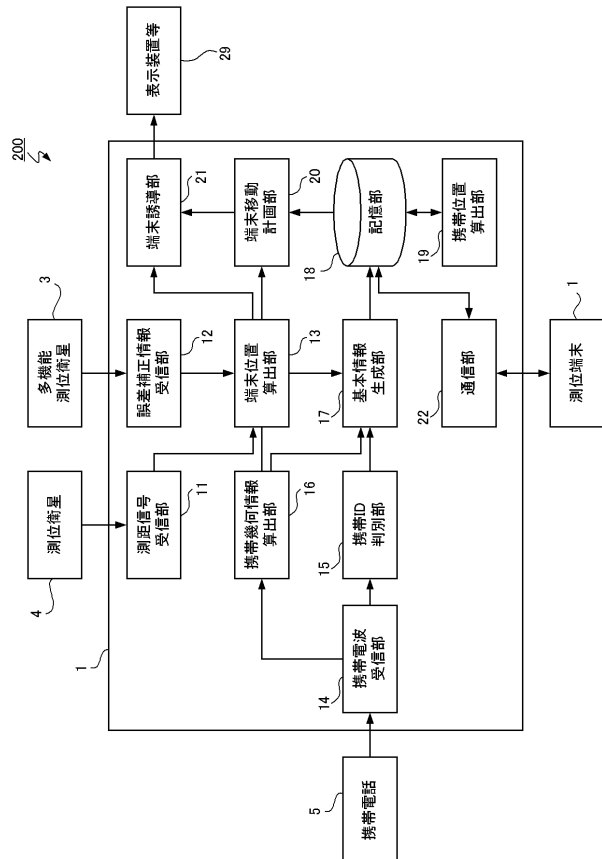 200
測位衛星
4
多機能
測位衛星
3
1
測距信号
受信部
11
誤差補正情報
受信部
12
端末誘導部
21
表示装置等
29
携帯幾何情報
算出部
16
端末位置
算出部
13
端末移動
計画部
20
携帯電話
5
携帯電波
受信部
14
携帯ID
判別部
15
基本情報
生成部
17
記憶部
18
通信部
22
携帯位置
算出部
19
測位端末
1